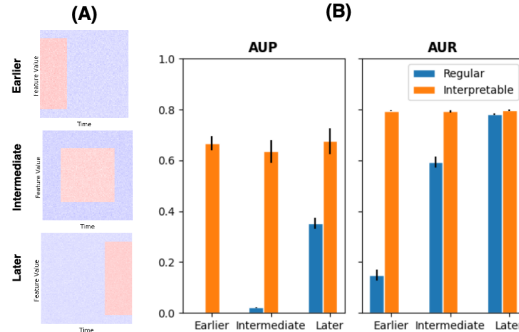 (A)
Earlier
Feature Value
Time
Intermediate
Feature Value
Time
Later
Feature Value
Time
(B)
AUP
1.0
0.8
0.6
0.4
0.2
0.0
Earlier Intermediate Later
AUR
Regular
Interpretable
Earlier Intermediate Later